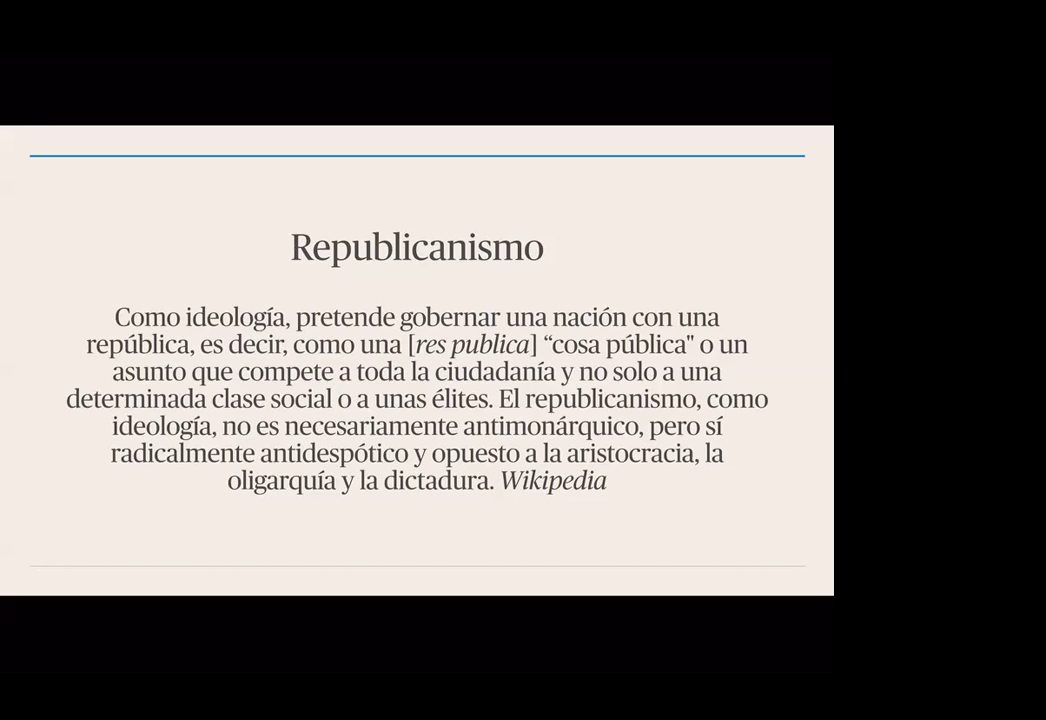 Republicanismo
Como ideología, pretende gobernar una nación con una
república, es decir, como una [res publica] “cosa pública" o un
asunto que compete a toda la ciudadanía y no solo a una
determinada clase social o a unas élites. El republicanismo, como
ideología, no es necesariamente antimonárquico, pero sí
radicalmente antidespótico y opuesto a la aristocracia, la
oligarquía y la dictadura. Wikipedia